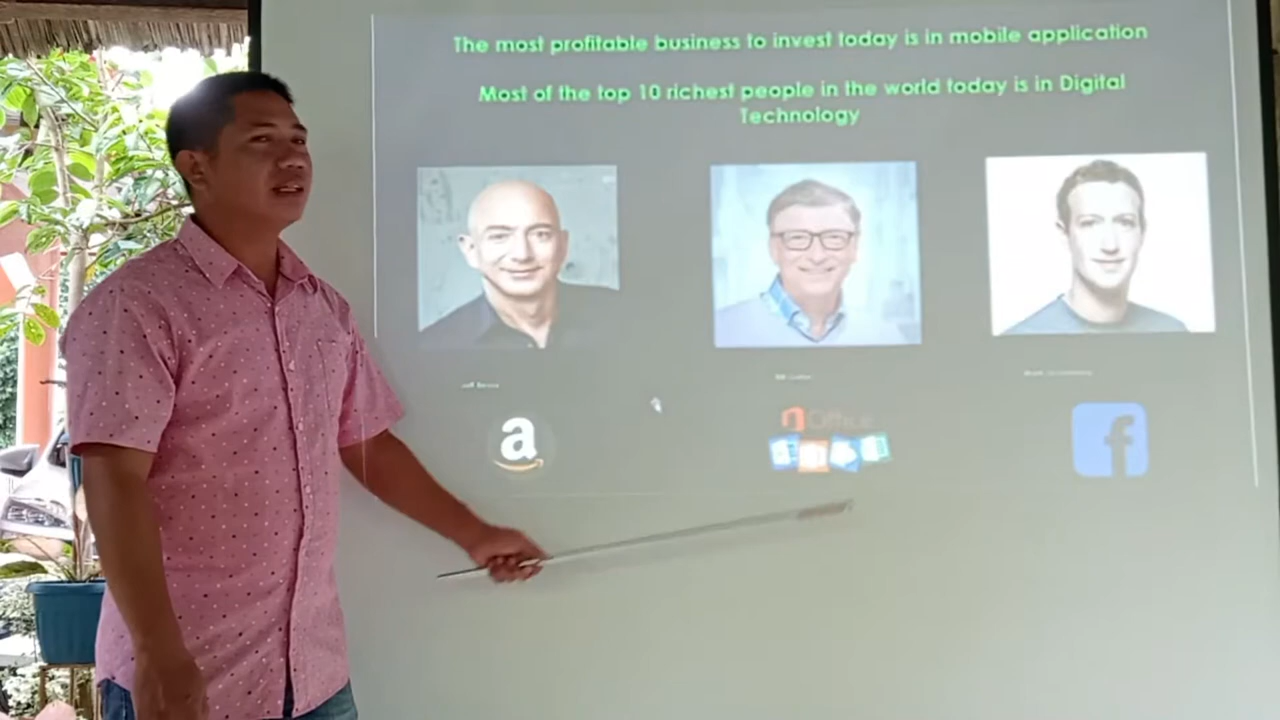 The most profitable business to invest today is in mobile application
Most of the top 10 richest people in the world today is in Digital
Technology
a
Office
f